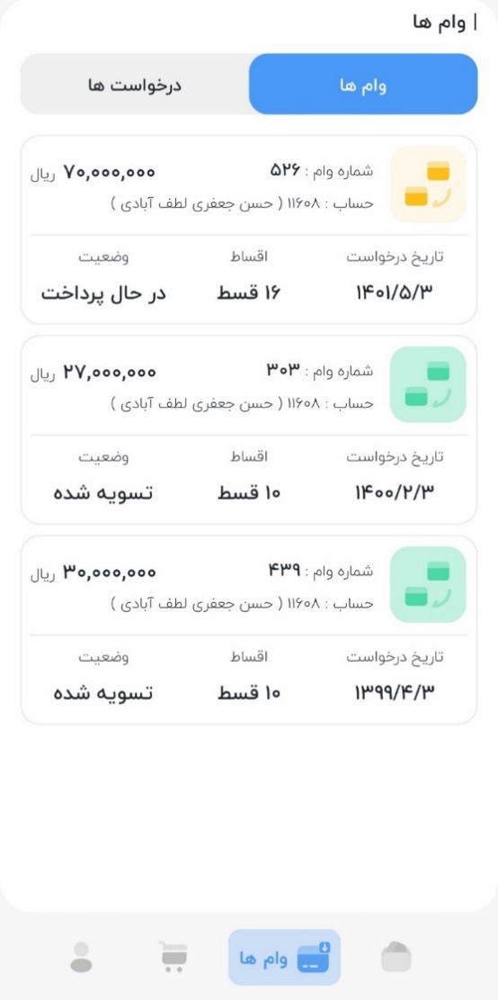 وام ها
وام ها درخواست ها
شماره وام : ۵۲۶ ۷۰,۰۰۰,۰۰۰ ریال
حساب : ۱۱۶۰۸ ( حسن جعفری لطف آبادی )
تاریخ درخواست اقساط وضعیت
۱۴۰۱/۵/۳ ۱۶ قسط در حال پرداخت
شماره وام : ۳۰۳ ۲۷,۰۰۰,۰۰۰ ریال
حساب : ۱۱۶۰۸ ( حسن جعفری لطف آبادی )
تاریخ درخواست اقساط وضعیت
۱۴۰۰/۲/۳ ۱۰ قسط تسویه شده
شماره وام : ۴۳۹ ۳۰,۰۰۰,۰۰۰ ریال
حساب : ۱۱۶۰۸ ( حسن جعفری لطف آبادی )
تاریخ درخواست اقساط وضعیت
۱۳۹۹/۴/۳ ۱۰ قسط تسویه شده
وام ها